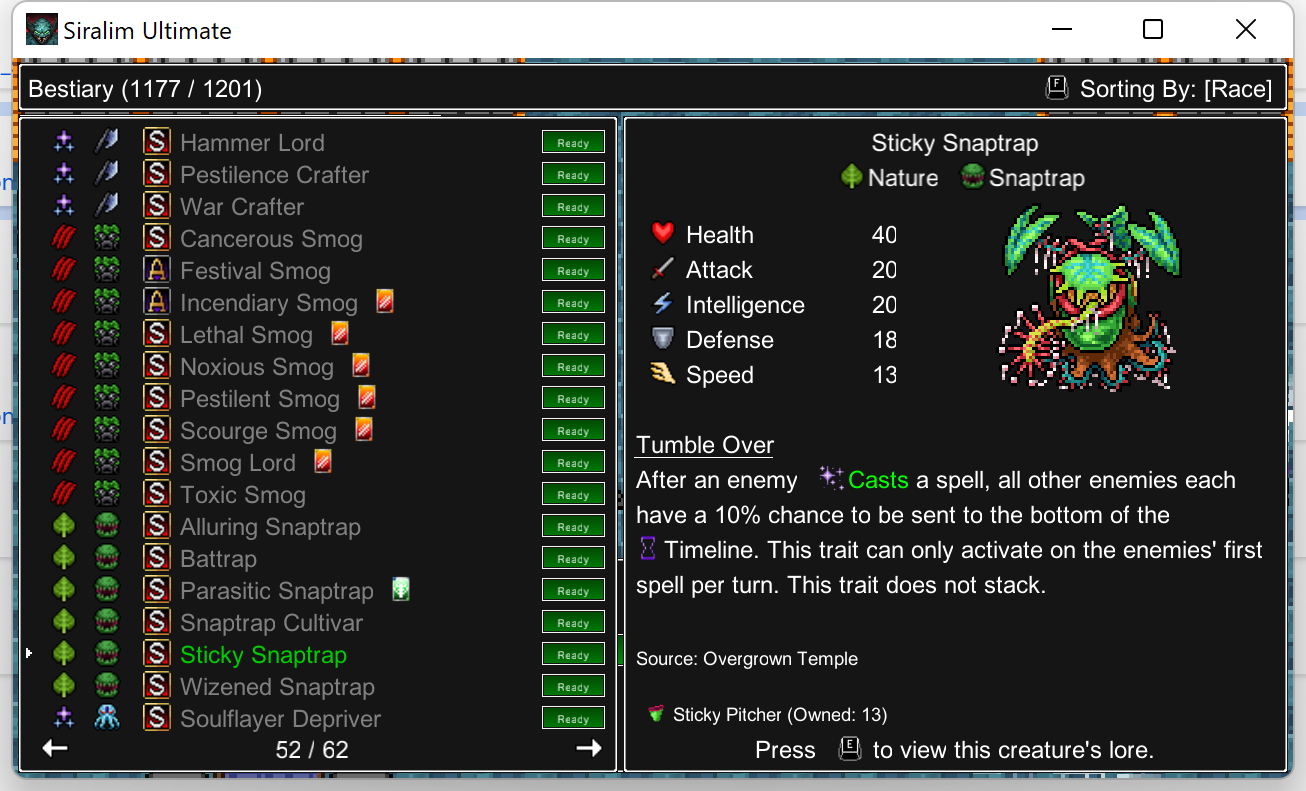 Siralim Ultimate
Bestiary (1177 / 1201)
F Sorting By: [Race]
S Hammer Lord Ready
S Pestilence Crafter Ready
S War Crafter Ready
S Cancerous Smog Ready
A Festival Smog Ready
A Incendiary Smog Ready
S Lethal Smog Ready
S Noxious Smog Ready
S Pestilent Smog Ready
S Scourge Smog Ready
S Smog Lord Ready
S Toxic Smog Ready
S Alluring Snaptrap Ready
S Battrap Ready
S Parasitic Snaptrap Ready
S Snaptrap Cultivar Ready
S Sticky Snaptrap Ready
S Wizened Snaptrap Ready
S Soulflayer Depriver Ready
52 / 62
Sticky Snaptrap
Nature Snaptrap
Health 40
Attack 20
Intelligence 20
Defense 18
Speed 13
Tumble Over
After an enemy Casts a spell, all other enemies each
have a 10% chance to be sent to the bottom of the
Timeline. This trait can only activate on the enemies' first
spell per turn. This trait does not stack.
Source: Overgrown Temple
Sticky Pitcher (Owned: 13)
Press E to view this creature's lore.